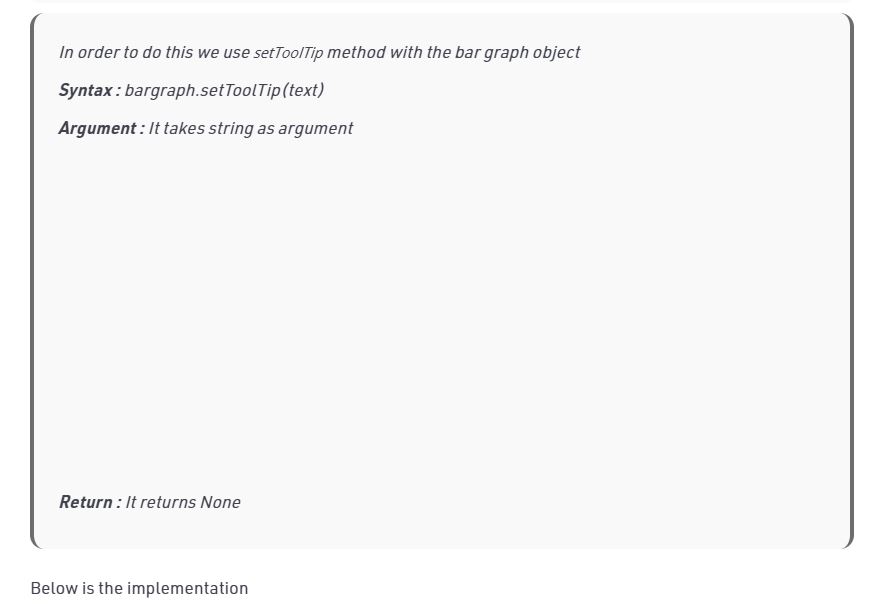 In order to do this we use setToolTip method with the bar graph object
Syntax : bargraph.setToolTip(text)
Argument : It takes string as argument
Return : It returns None
Below is the implementation